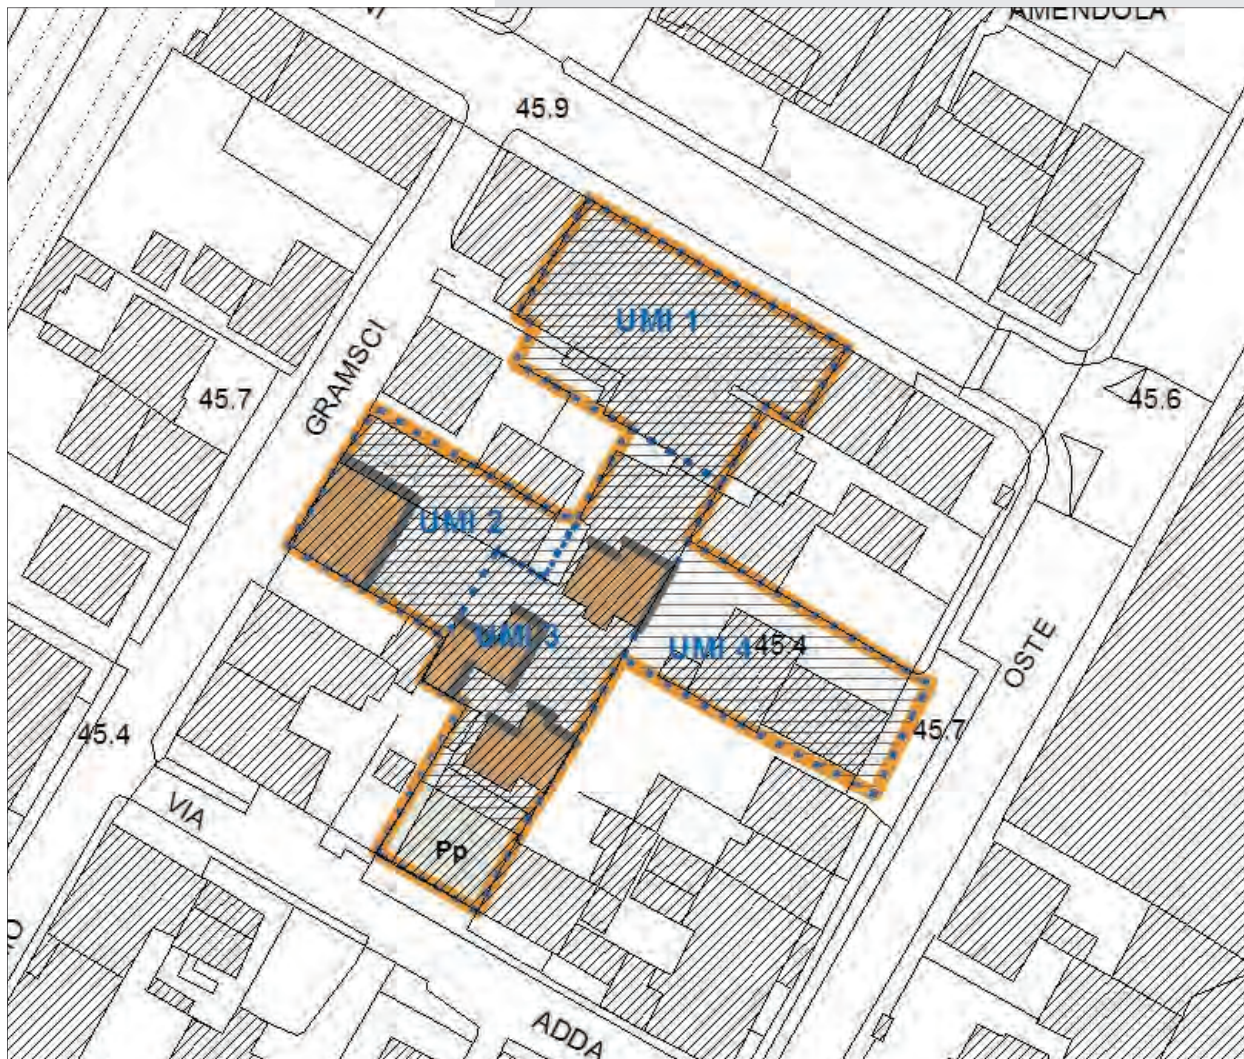 AMENDOLA
45.9
UMI 1
GRAMSCI
45.7
45.6
UMI 2
UMI 3
UMI 4
45.4
OSTE
45.7
45.4
VIA
Pp
ADDA